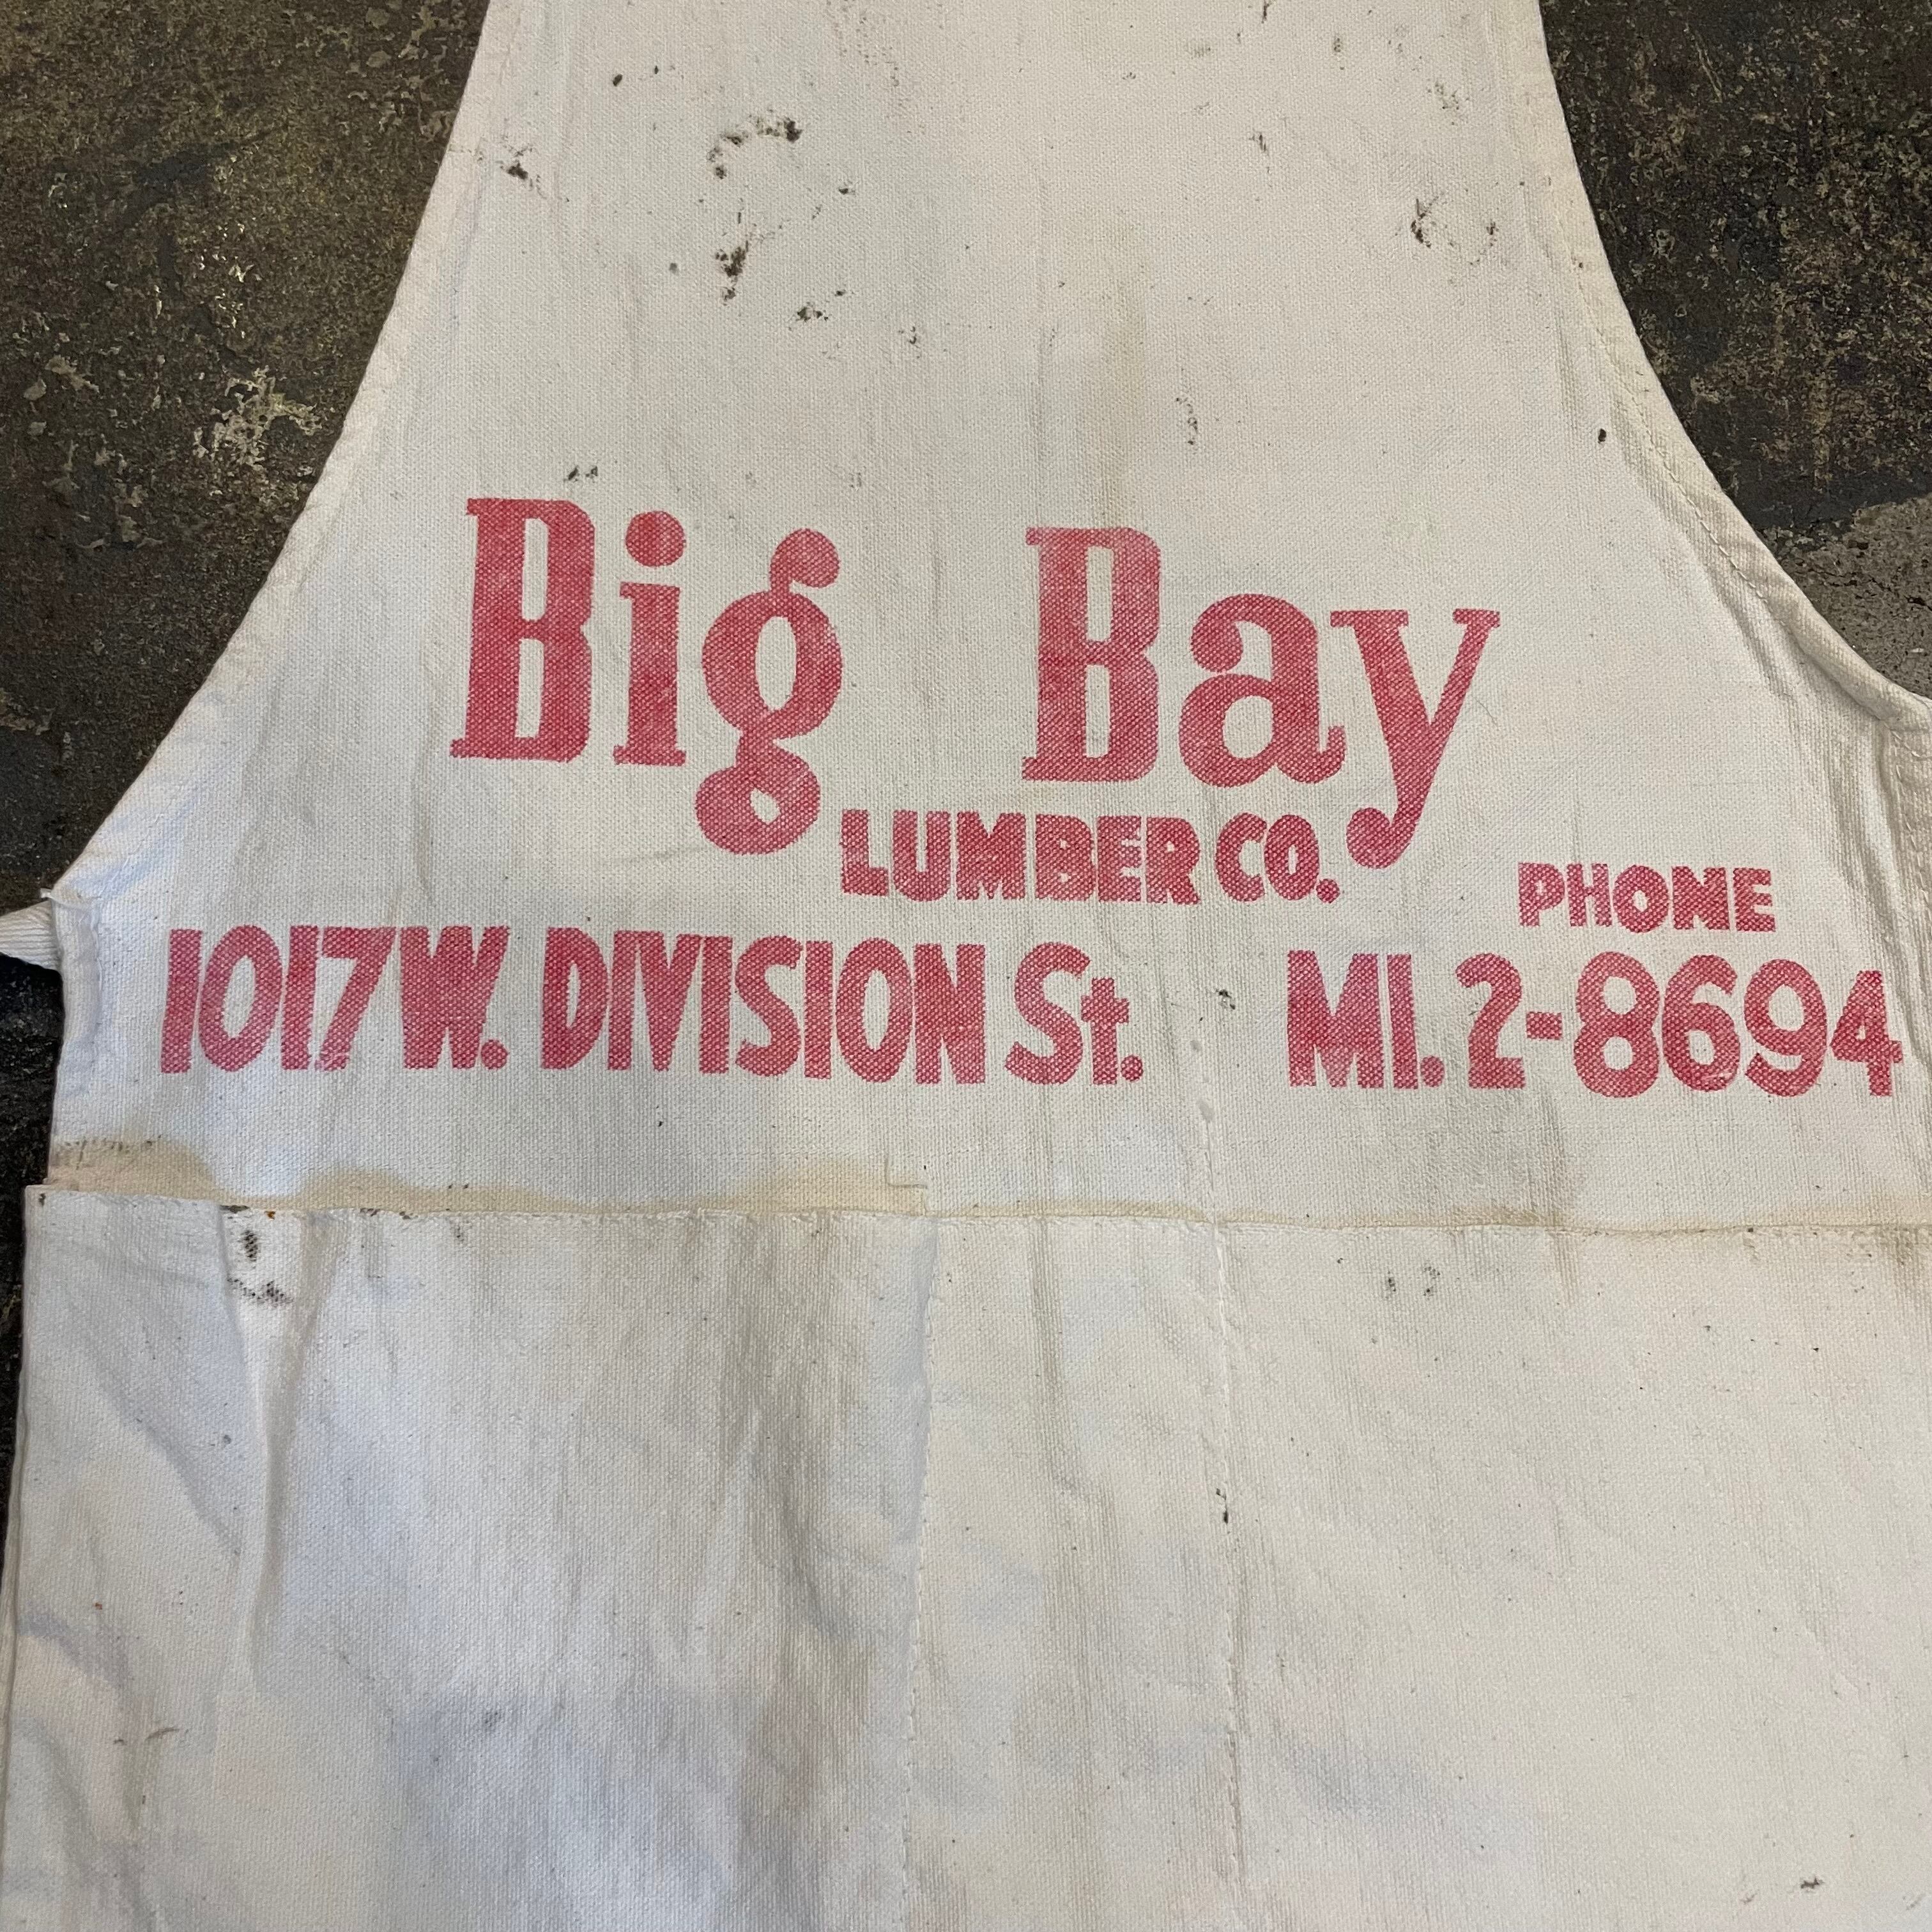 Big Bay
LUMBER CO.
PHONE
1017 W. DIVISION St. MI. 2-8694